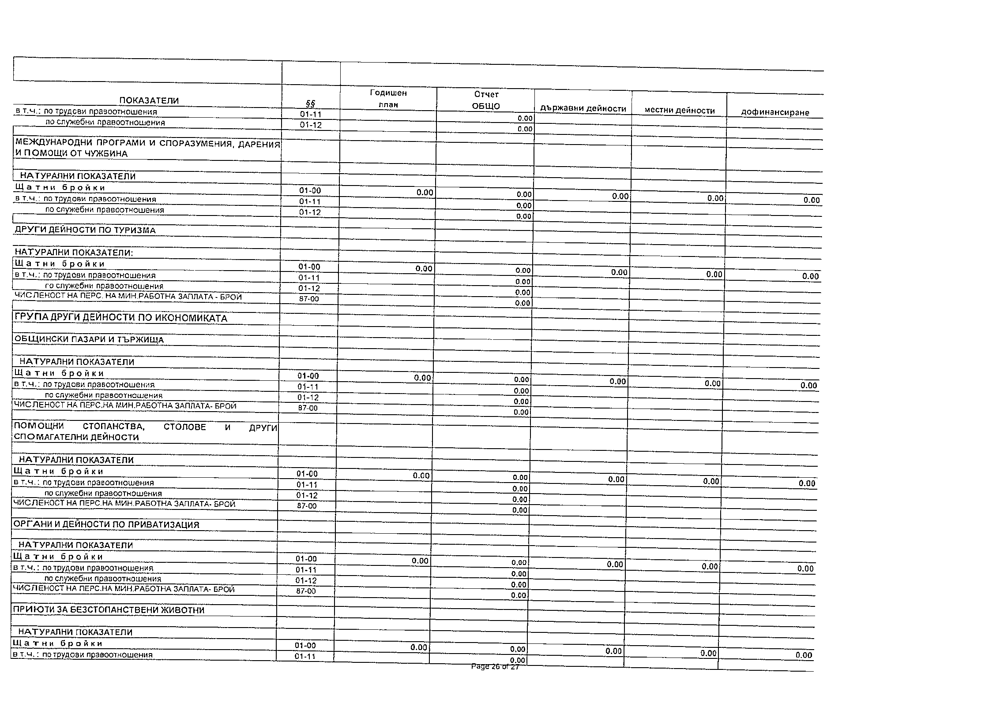 Годишен Отчет
ПОКАЗАТЕЛИ §§ план ОБЩО държавни дейности местни дейности дофинансиране
в т.ч.: по трудови правоотношения 01-11 0.00
по служебни правоотношения 01-12 0.00
МЕЖДУНАРОДНИ ПРОГРАМИ И СПОРАЗУМЕНИЯ, ДАРЕНИЯ
И ПОМОЩИ ОТ ЧУЖБИНА
НАТУРАЛНИ ПОКАЗАТЕЛИ
Щатни бройки 01-00 0.00 0.00 0.00 0.00 0.00
в т.ч.: по трудови правоотношения 01-11 0.00
по служебни правоотношения 01-12 0.00
ДРУГИ ДЕЙНОСТИ ПО ТУРИЗМА
НАТУРАЛНИ ПОКАЗАТЕЛИ:
Щатни бройки 01-00 0.00 0.00 0.00 0.00 0.00
в т.ч.: по трудови правоотношения 01-11 0.00
го служебни правоотношения 01-12 0.00
ЧИСЛЕНОСТ НА ПЕРС. НА МИН.РАБОТНА ЗАПЛАТА - БРОЙ 87-00 0.00
ГРУПА ДРУГИ ДЕЙНОСТИ ПО ИКОНОМИКАТА
ОБЩИНСКИ ПАЗАРИ И ТЪРЖИЩА
НАТУРАЛНИ ПОКАЗАТЕЛИ
Щатни бройки 01-00 0.00 0.00 0.00 0.00 0.00
в т.ч.: по трудови правоотношения 01-11 0.00
по служебни правоотношения 01-12 0.00
ЧИСЛЕНОСТ НА ПЕРС.НА МИН.РАБОТНА ЗАПЛАТА- БРОЙ 87-00 0.00
ПОМОЩНИ СТОПАНСТВА, СТОЛОВЕ И ДРУГИ
СПОМАГАТЕЛНИ ДЕЙНОСТИ
НАТУРАЛНИ ПОКАЗАТЕЛИ
Щатни бройки 01-00 0.00 0.00 0.00 0.00 0.00
в т.ч.: по трудови правоотношения 01-11 0.00
по служебни правоотношения 01-12 0.00
ЧИСЛЕНОСТ НА ПЕРС.НА МИН.РАБОТНА ЗАПЛАТА- БРОЙ 87-00 0.00
ОРГАНИ И ДЕЙНОСТИ ПО ПРИВАТИЗАЦИЯ
НАТУРАЛНИ ПОКАЗАТЕЛИ
Щатни бройки 01-00 0.00 0.00 0.00 0.00 0.00
в т.ч.: по трудови правоотношения 01-11 0.00
по служебни правоотношения 01-12 0.00
ЧИСЛЕНОСТ НА ПЕРС.НА МИН.РАБОТНА ЗАПЛАТА- БРОЙ 87-00 0.00
ПРИЮТИ ЗА БЕЗСТОПАНСТВЕНИ ЖИВОТНИ
НАТУРАЛНИ ПОКАЗАТЕЛИ
Щатни бройки 01-00 0.00 0.00 0.00 0.00 0.00
в т.ч.: по трудови правоотношения 01-11 0.00
Page 26 of 27